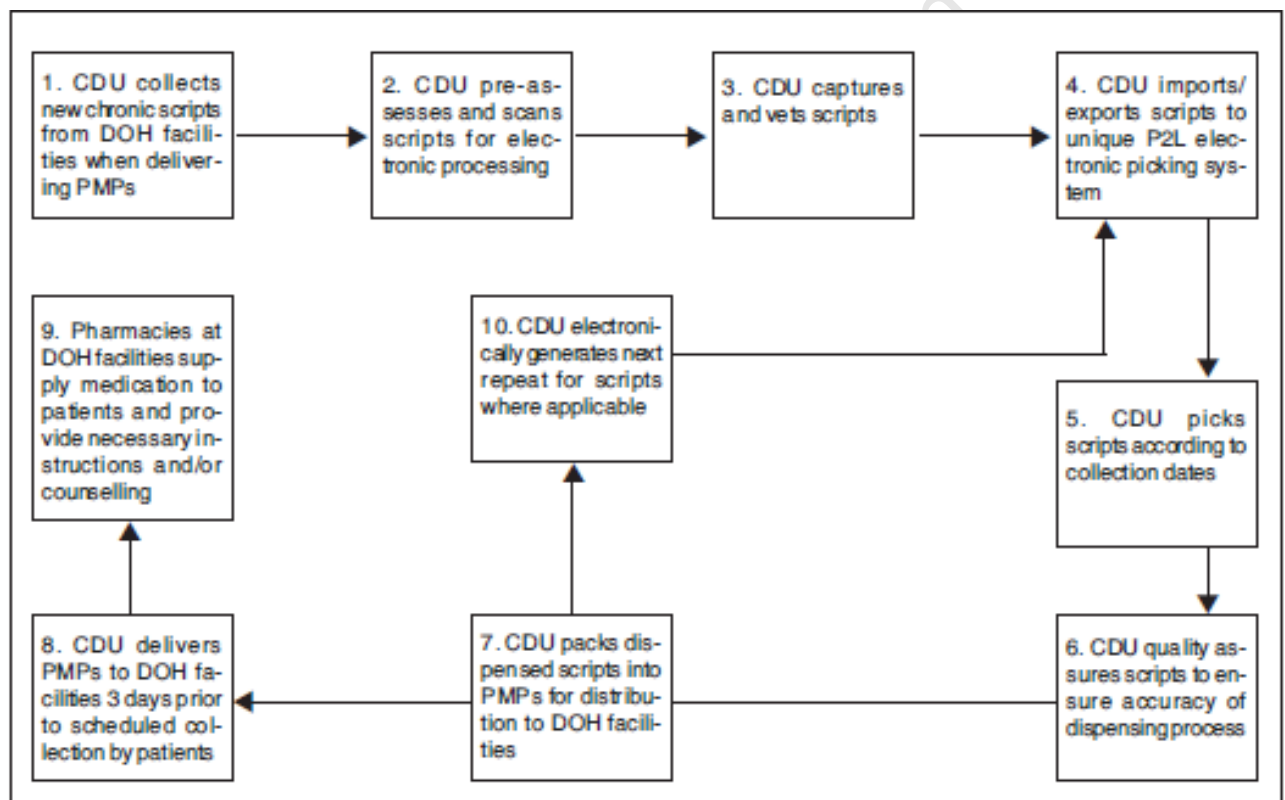 1. CDU collects
new chronic scripts
from DOH facili-
ties when deliver-
ing PMPs
2. CDU pre-as-
sesses and scans
scripts for elec-
tronic processing
3. CDU captures
and vets scripts
4. CDU imports/
exports scripts to
unique P2L elec-
tronic picking sys-
tem
5. CDU picks
scripts according to
collection dates
6. CDU quality as-
sures scripts to en-
sure accuracy of
dispensing process
7. CDU packs dis-
pensed scripts into
PMPs for distribu-
tion to DOH facili-
ties
8. CDU delivers
PMPs to DOH fa-
cilities 3 days prior
to scheduled col-
lection by patients
9. Pharmacies at
DOH facilities sup-
ply medication to
patients and pro-
vide necessary in-
structions and/or
counselling
10. CDU electroni-
cally generates next
repeat for scripts
where applicable